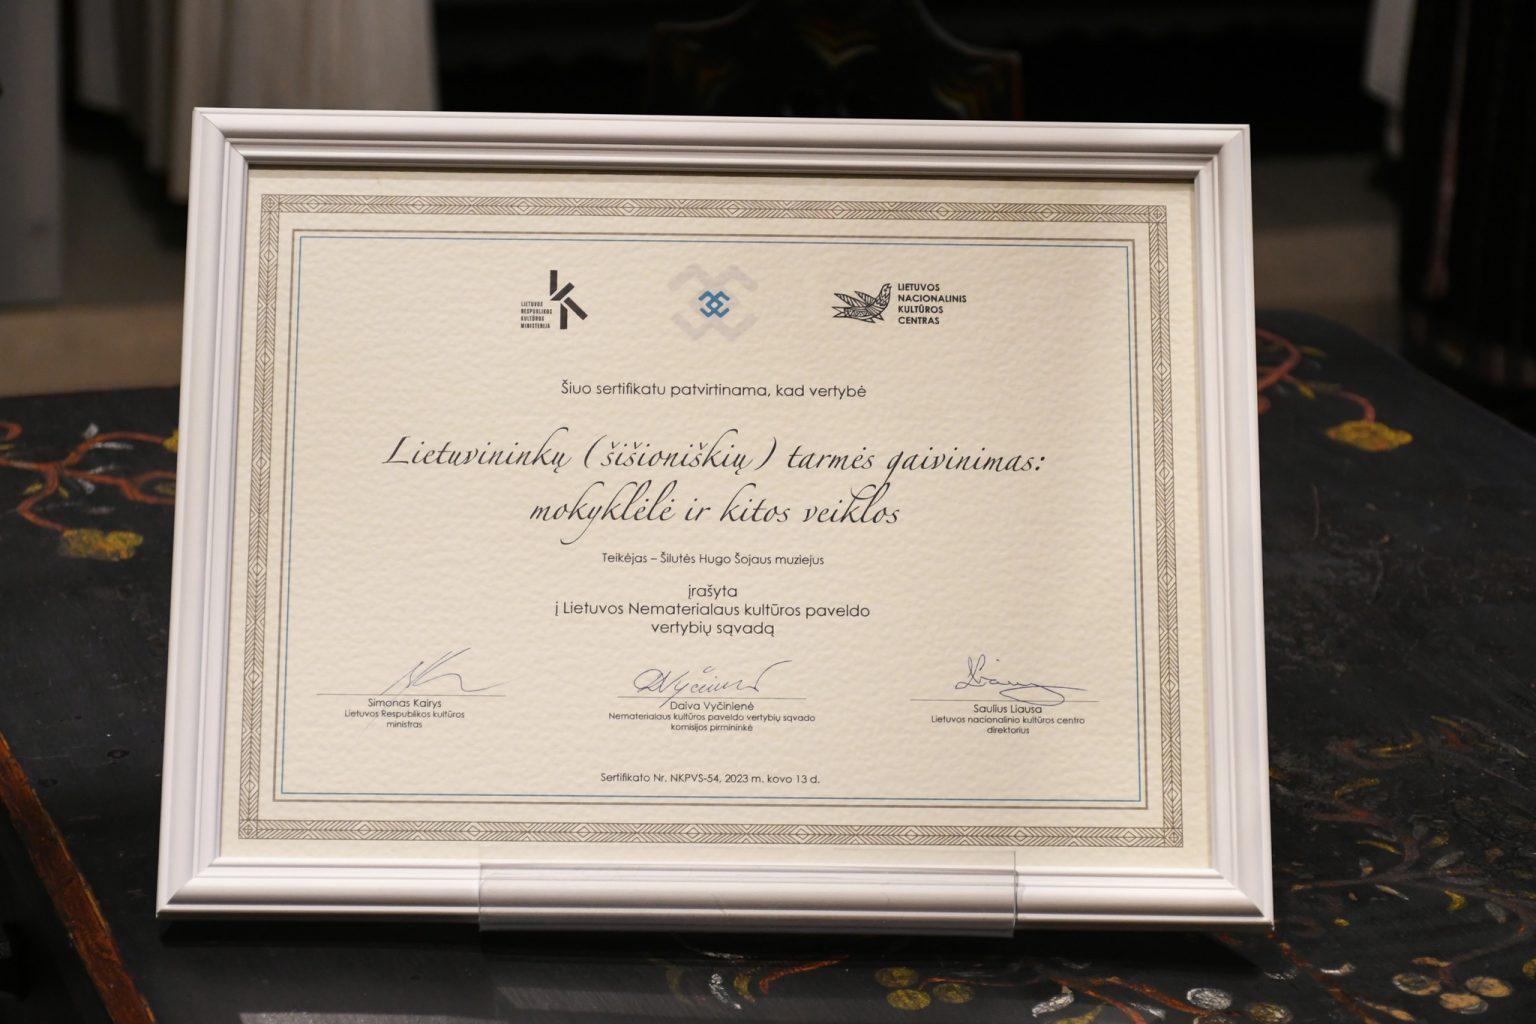 LIETUVOS
RESPUBLIKOS
KULTŪROS
MINISTERIJA
LIETUVOS
NACIONALINIS
KULTŪROS
CENTRAS
Šiuo sertifikatu patvirtinama, kad vertybė
Lietuvininkų (šišioniškių) tarmės gaivinimas:
mokyklėlė ir kitos veiklos
Teikėjas – Šilutės Hugo Šojaus muziejus
įrašyta
į Lietuvos Nematerialaus kultūros paveldo
vertybių sąvadą
Simonas Kairys
Lietuvos Respublikos kultūros
ministras
Daiva Vyčinienė
Nematerialaus kultūros paveldo vertybių sąvado
komisijos pirmininkė
Saulius Liausa
Lietuvos nacionalinio kultūros centro
direktorius
Sertifikato Nr. NKPVS-54, 2023 m. kovo 13 d.